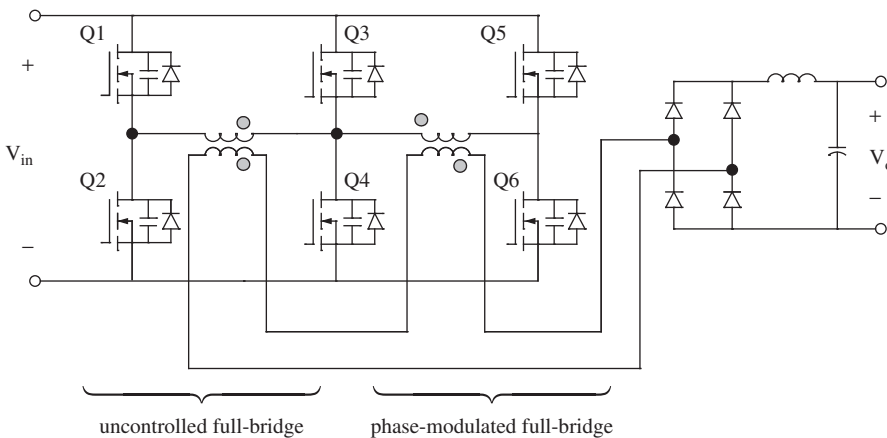 Q1
Q3
Q5
+
V_in
−
Q2
Q4
Q6
+
V
−
uncontrolled full-bridge
phase-modulated full-bridge